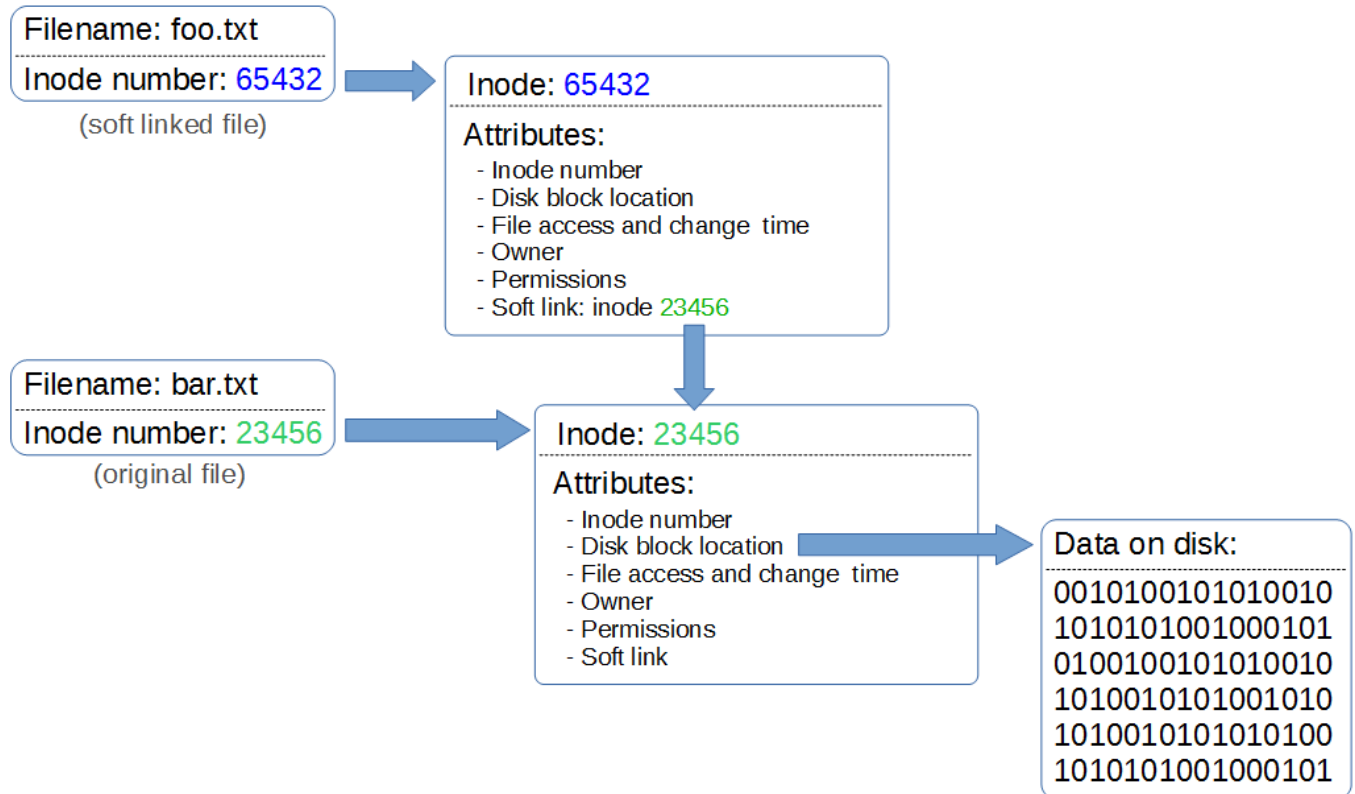 Filename: foo.txt
Inode number: 65432
(soft linked file)
Inode: 65432
Attributes:
- Inode number
- Disk block location
- File access and change time
- Owner
- Permissions
- Soft link: inode 23456
Filename: bar.txt
Inode number: 23456
(original file)
Inode: 23456
Attributes:
- Inode number
- Disk block location
- File access and change time
- Owner
- Permissions
- Soft link
Data on disk:
0010100101010010
1010101001000101
0100100101010010
1010010101001010
1010010101010100
1010101001000101